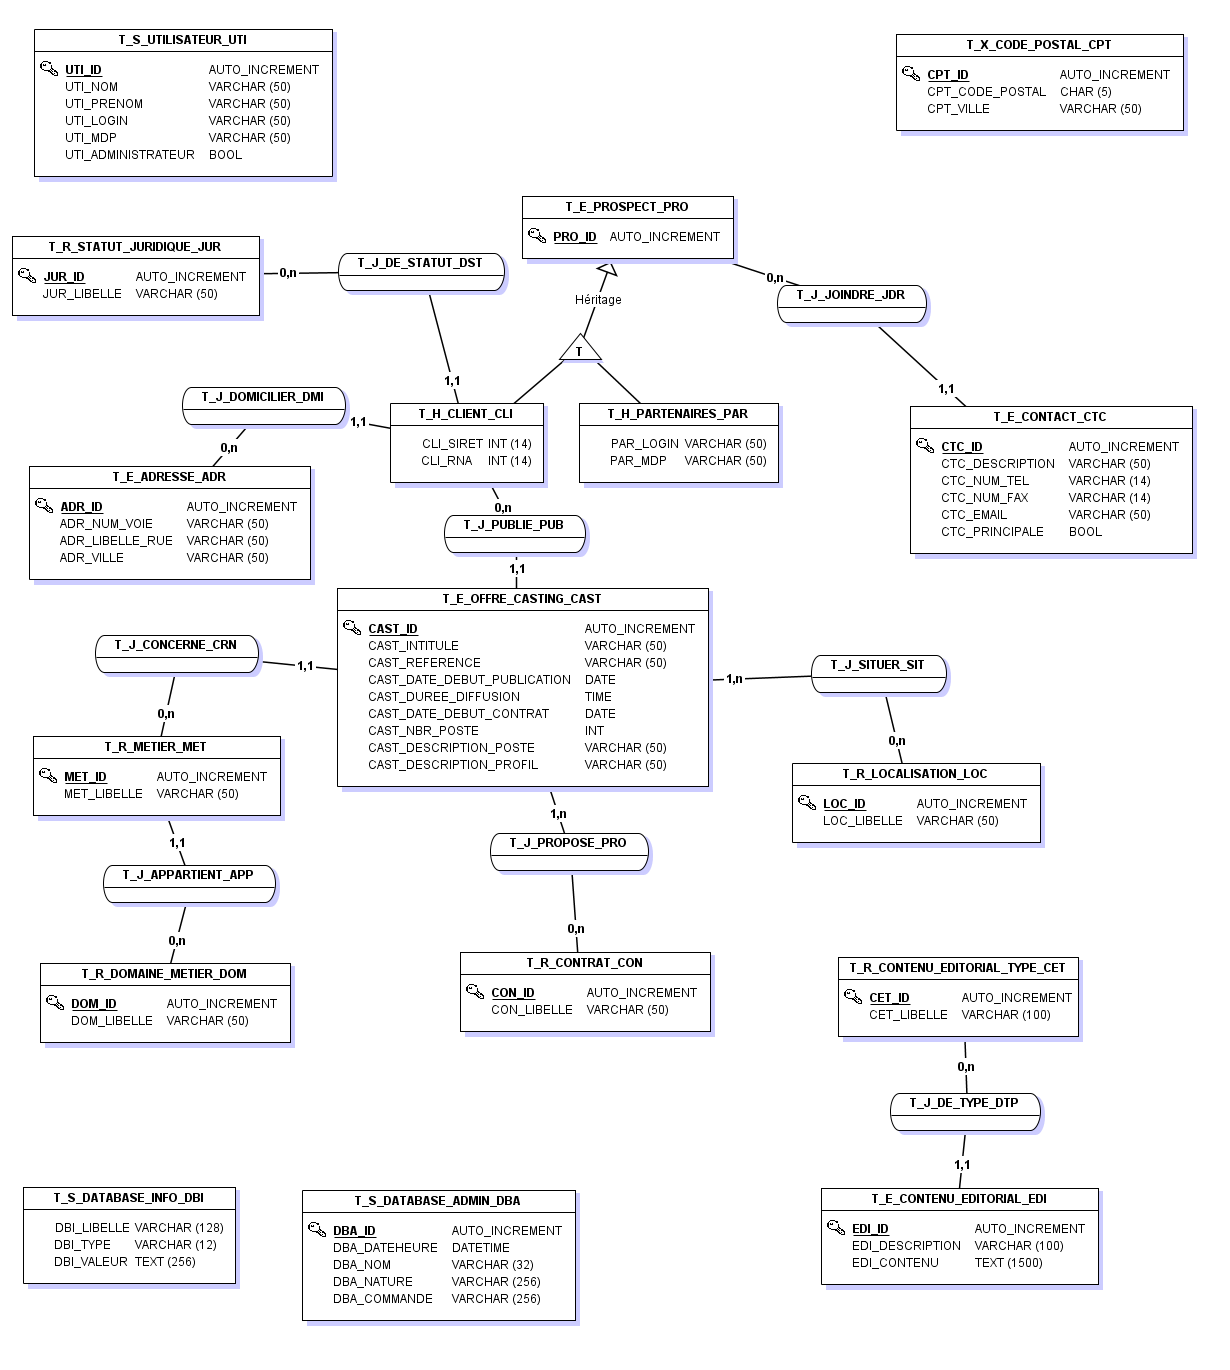 T_S_UTILISATEUR_UTI
UTI_ID AUTO_INCREMENT
UTI_NOM VARCHAR (50)
UTI_PRENOM VARCHAR (50)
UTI_LOGIN VARCHAR (50)
UTI_MDP VARCHAR (50)
UTI_ADMINISTRATEUR BOOL
T_X_CODE_POSTAL_CPT
CPT_ID AUTO_INCREMENT
CPT_CODE_POSTAL CHAR (5)
CPT_VILLE VARCHAR (50)
T_E_PROSPECT_PRO
PRO_ID AUTO_INCREMENT
T_R_STATUT_JURIDIQUE_JUR
JUR_ID AUTO_INCREMENT
JUR_LIBELLE VARCHAR (50)
0,n
T_J_DE_STATUT_DST
1,1
Héritage
T
0,n
T_J_JOINDRE_JDR
1,1
T_J_DOMICILIER_DMI
1,1
0,n
T_H_CLIENT_CLI
CLI_SIRET INT (14)
CLI_RNA INT (14)
T_H_PARTENAIRES_PAR
PAR_LOGIN VARCHAR (50)
PAR_MDP VARCHAR (50)
T_E_CONTACT_CTC
CTC_ID AUTO_INCREMENT
CTC_DESCRIPTION VARCHAR (50)
CTC_NUM_TEL VARCHAR (14)
CTC_NUM_FAX VARCHAR (14)
CTC_EMAIL VARCHAR (50)
CTC_PRINCIPALE BOOL
T_E_ADRESSE_ADR
ADR_ID AUTO_INCREMENT
ADR_NUM_VOIE VARCHAR (50)
ADR_LIBELLE_RUE VARCHAR (50)
ADR_VILLE VARCHAR (50)
0,n
T_J_PUBLIE_PUB
1,1
T_E_OFFRE_CASTING_CAST
CAST_ID AUTO_INCREMENT
CAST_INTITULE VARCHAR (50)
CAST_REFERENCE VARCHAR (50)
CAST_DATE_DEBUT_PUBLICATION DATE
CAST_DUREE_DIFFUSION TIME
CAST_DATE_DEBUT_CONTRAT DATE
CAST_NBR_POSTE INT
CAST_DESCRIPTION_POSTE VARCHAR (50)
CAST_DESCRIPTION_PROFIL VARCHAR (50)
T_J_CONCERNE_CRN
1,1
0,n
1,n
T_J_SITUER_SIT
0,n
T_R_METIER_MET
MET_ID AUTO_INCREMENT
MET_LIBELLE VARCHAR (50)
T_R_LOCALISATION_LOC
LOC_ID AUTO_INCREMENT
LOC_LIBELLE VARCHAR (50)
1,n
T_J_PROPOSE_PRO
0,n
1,1
T_J_APPARTIENT_APP
0,n
T_R_DOMAINE_METIER_DOM
DOM_ID AUTO_INCREMENT
DOM_LIBELLE VARCHAR (50)
T_R_CONTRAT_CON
CON_ID AUTO_INCREMENT
CON_LIBELLE VARCHAR (50)
T_R_CONTENU_EDITORIAL_TYPE_CET
CET_ID AUTO_INCREMENT
CET_LIBELLE VARCHAR (100)
0,n
T_J_DE_TYPE_DTP
1,1
T_S_DATABASE_INFO_DBI
DBI_LIBELLE VARCHAR (128)
DBI_TYPE VARCHAR (12)
DBI_VALEUR TEXT (256)
T_S_DATABASE_ADMIN_DBA
DBA_ID AUTO_INCREMENT
DBA_DATEHEURE DATETIME
DBA_NOM VARCHAR (32)
DBA_NATURE VARCHAR (256)
DBA_COMMANDE VARCHAR (256)
T_E_CONTENU_EDITORIAL_EDI
EDI_ID AUTO_INCREMENT
EDI_DESCRIPTION VARCHAR (100)
EDI_CONTENU TEXT (1500)